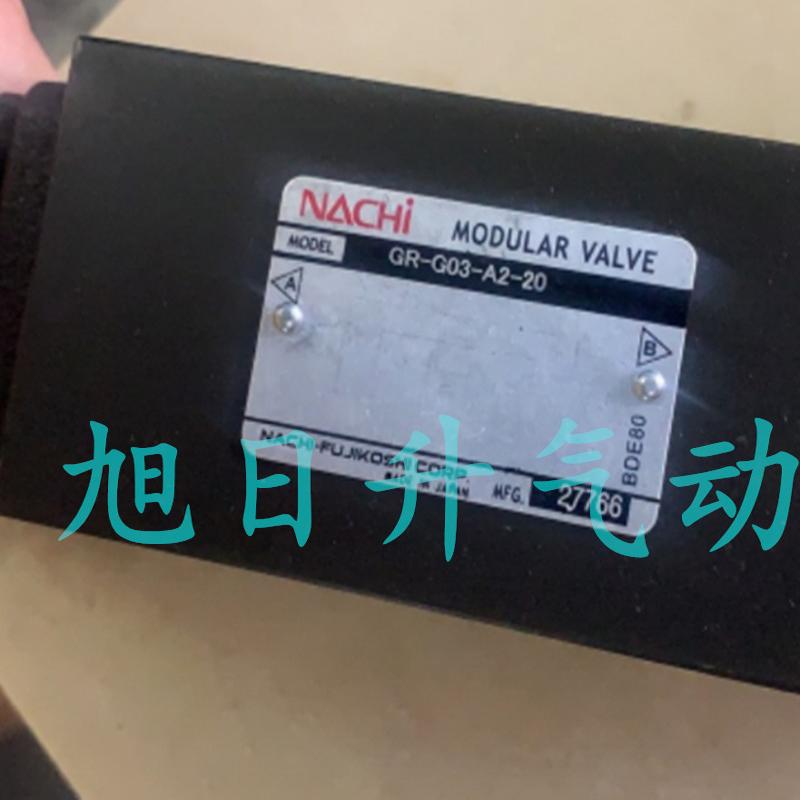 NACHi MODULAR VALVE
MODEL GR-G03-A2-20
A
B
BDE80
NACHI-FUJIKOSHI CORP.
MADE IN JAPAN MFG. 27766
旭日升气动